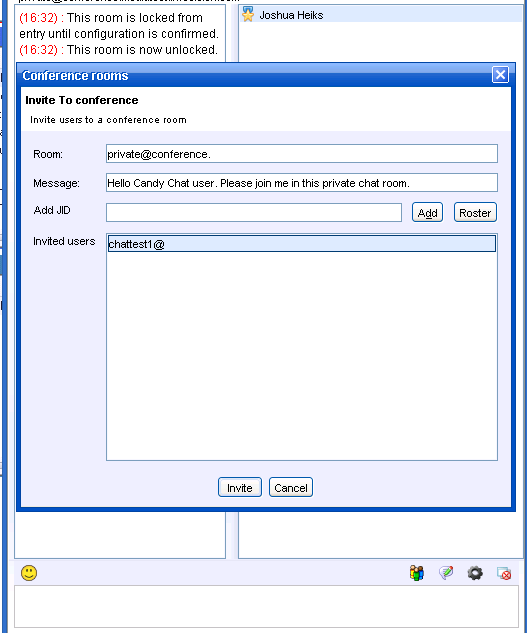 (16:32) : This room is locked from
entry until configuration is confirmed.
(16:32) : This room is now unlocked.
Joshua Heiks
Conference rooms
Invite To conference
Invite users to a conference room
Room: private@conference.
Message: Hello Candy Chat user. Please join me in this private chat room.
Add JID Add Roster
Invited users chattest1@
Invite Cancel